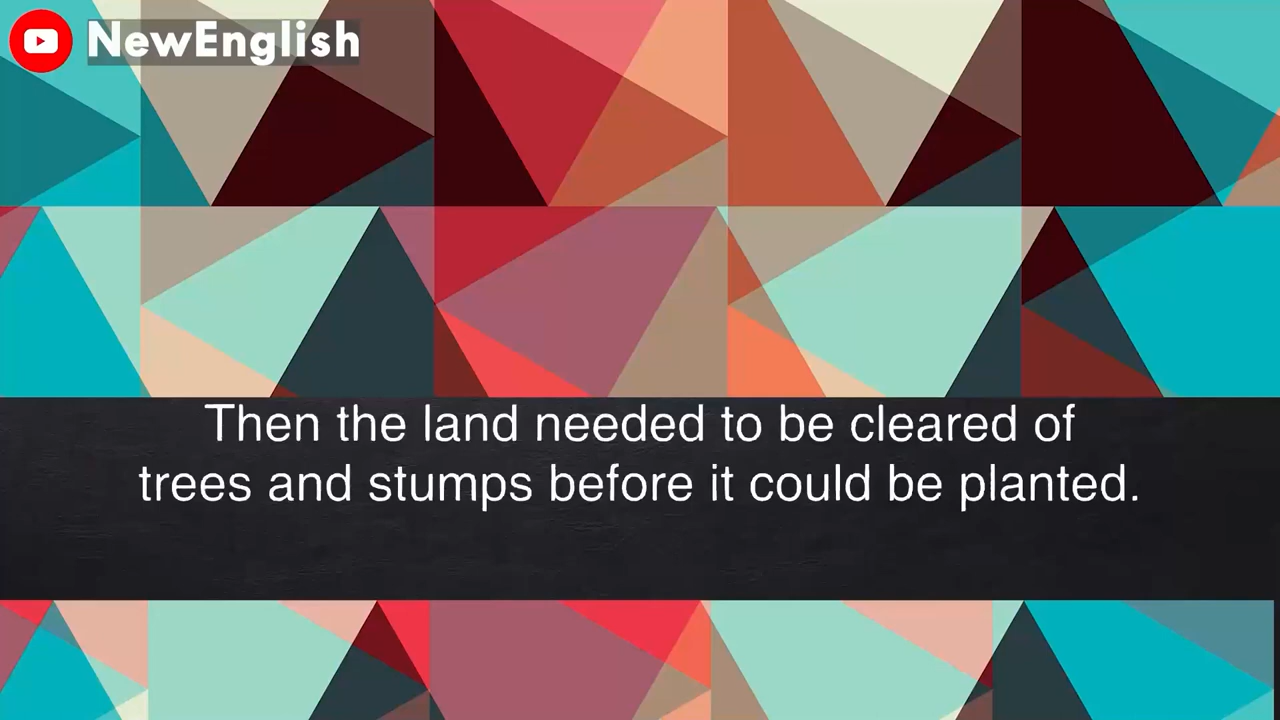 NewEnglish
Then the land needed to be cleared of
trees and stumps before it could be planted.